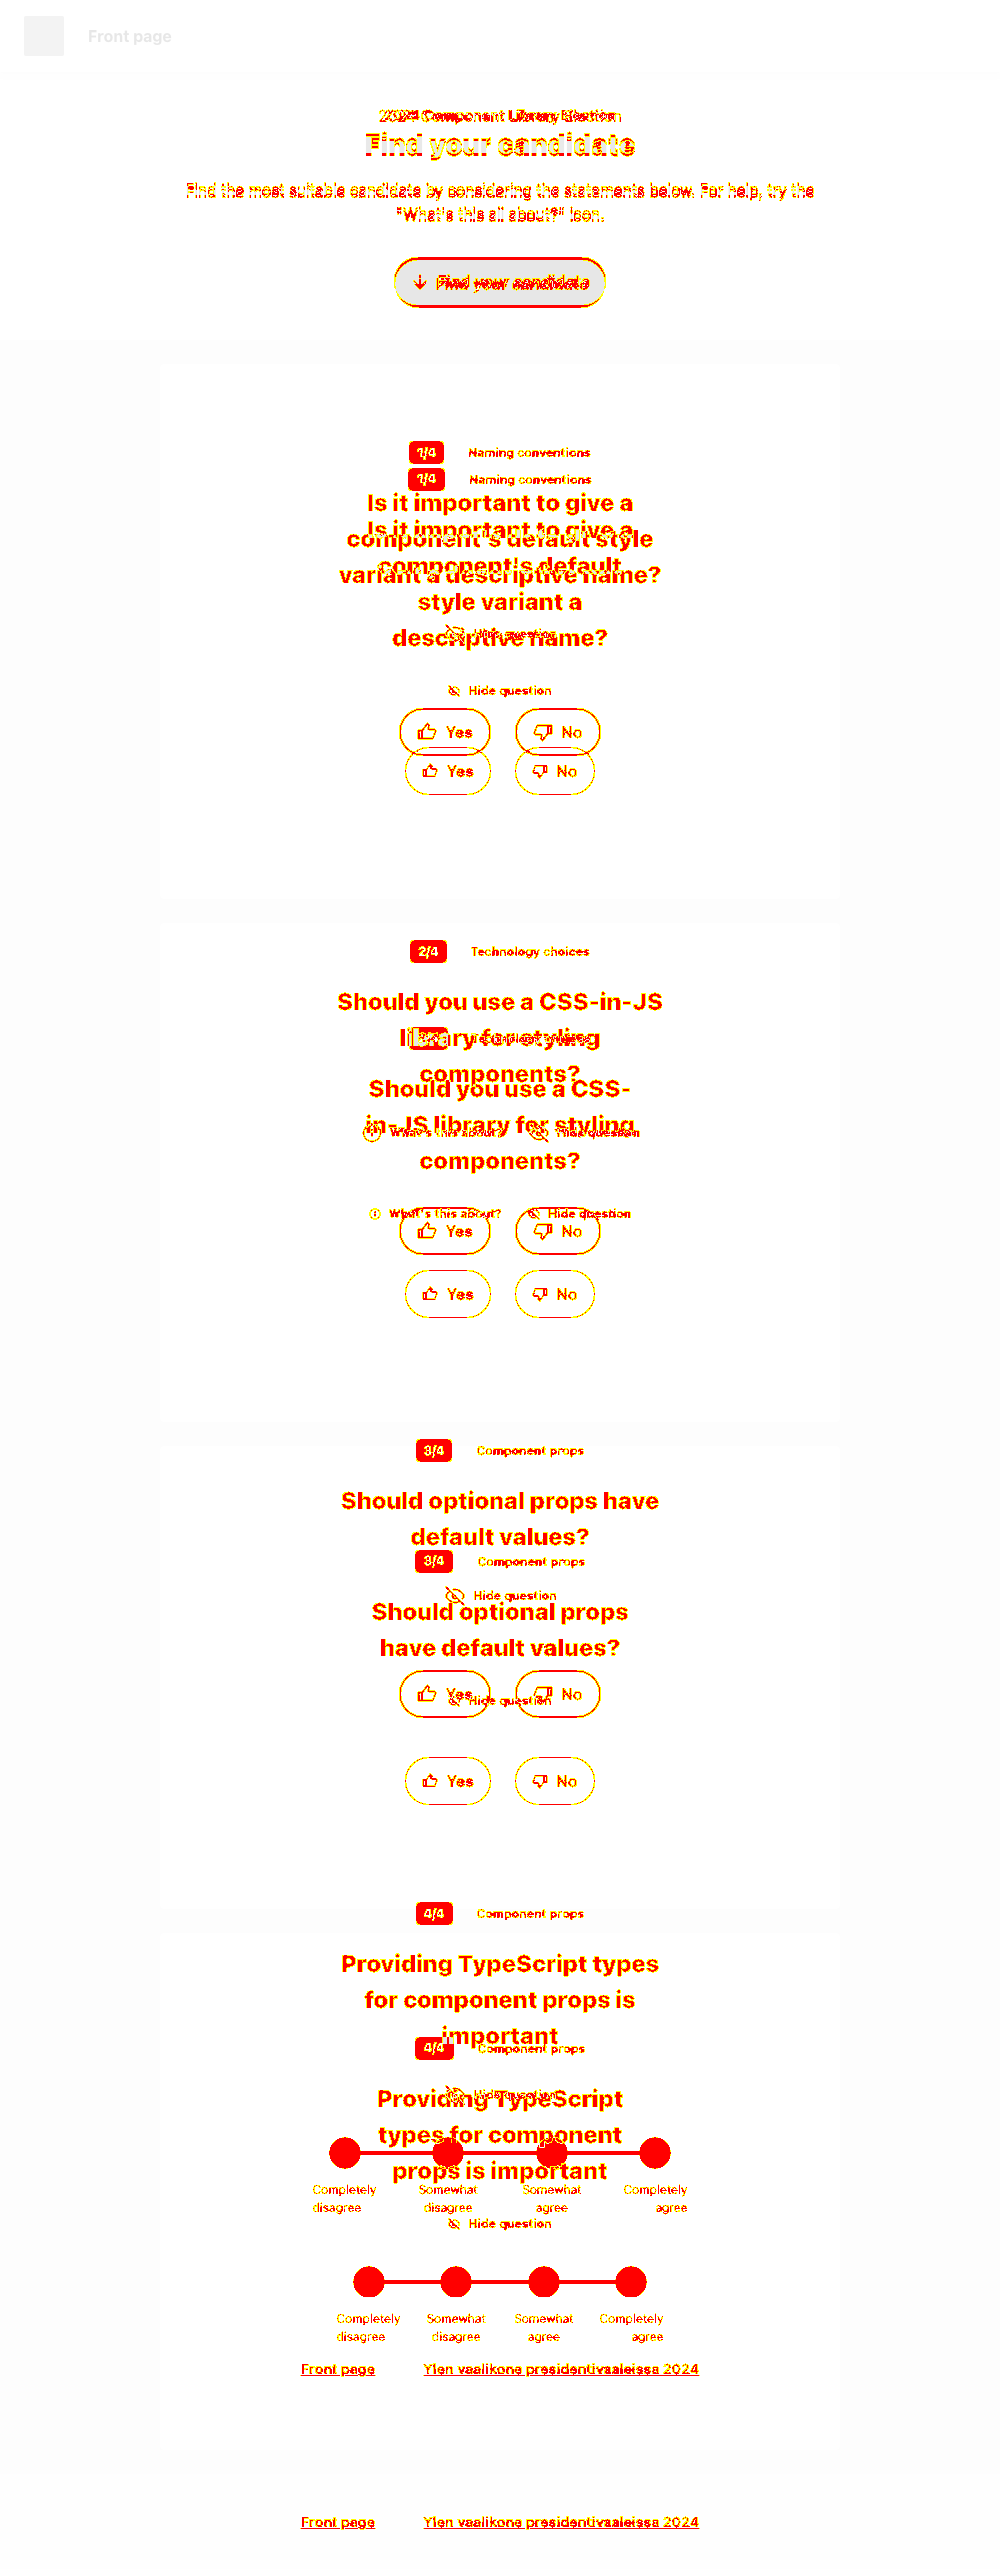 Front page
2024 Component Library Election
Find your candidate
Find the most suitable candidate by considering the statements below. For help, try the
"What's this all about?" icon.
Find your candidate
1/4 Naming conventions
1/4 Naming conventions
Is it important to give a
Is it important to give a
component's default style
component's default
variant a descriptive name?
style variant a
descriptive name?
Hide question
Hide question
Yes No
Yes No
2/4 Technology choices
Should you use a CSS-in-JS
library for styling
Technology choices
components?
Should you use a CSS-
in-JS library for styling
What's this about? Hide question
components?
What's this about? Hide question
Yes No
Yes No
3/4 Component props
Should optional props have
default values?
3/4 Component props
Hide question
Should optional props
have default values?
Yes No
Hide question
Yes No
4/4 Component props
Providing TypeScript types
for component props is
important
4/4 Component props
Hide question
Providing TypeScript
types for component
props is important
Completely disagree
Somewhat disagree
Somewhat agree
Completely agree
Hide question
Completely disagree
Somewhat disagree
Somewhat agree
Completely agree
Front page Ylen vaalikone presidentivaaleissa 2024
Front page Ylen vaalikone presidentivaaleissa 2024